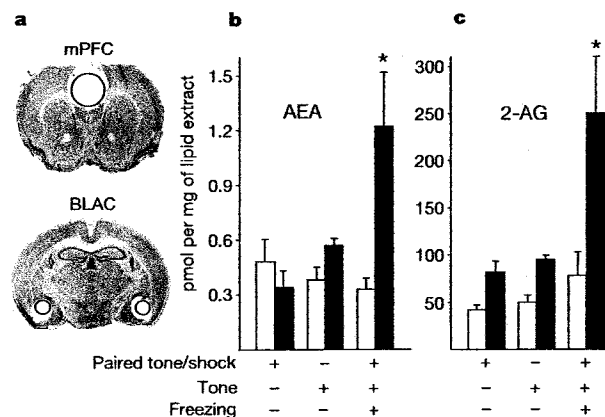 a
mPFC
BLAC
b
pmol per mg of lipid extract
1.5
1.2
0.9
0.6
0.3
AEA
*
c
300
250
200
150
100
50
2-AG
*
Paired tone/shock + − + + − +
Tone − + + − + +
Freezing − − + − − +